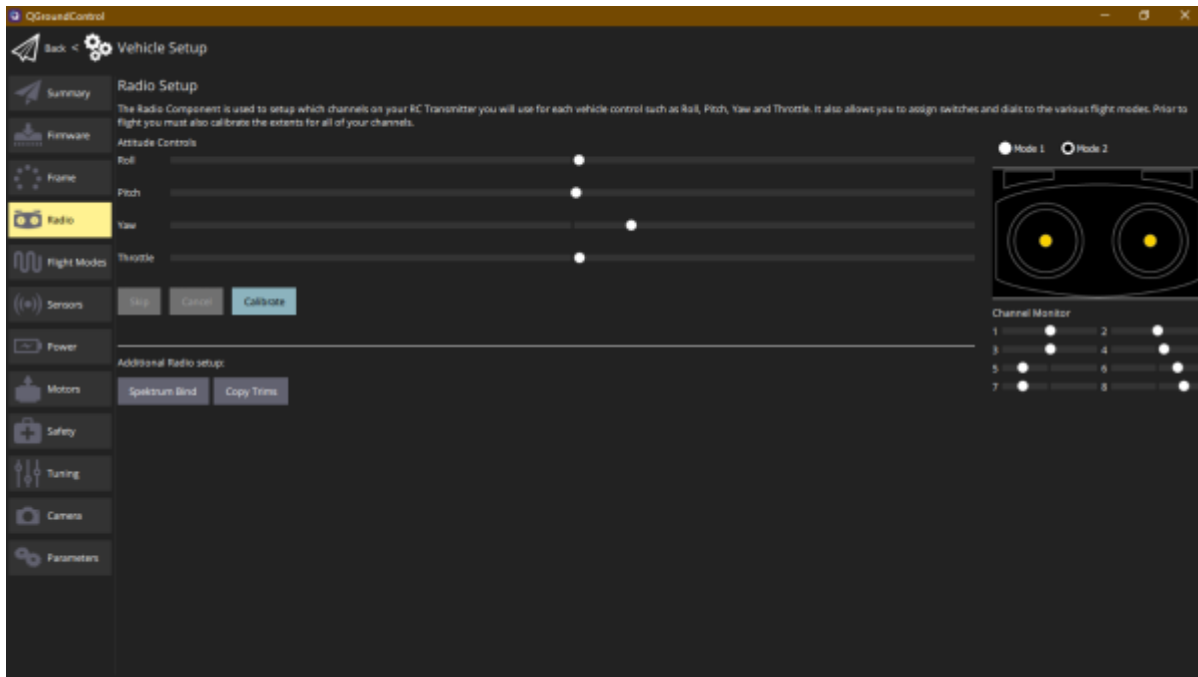 QGroundControl
Back < Vehicle Setup
Summary
Firmware
Frame
Radio
Flight Modes
Sensors
Power
Motors
Safety
Tuning
Camera
Parameters
Radio Setup
The Radio Component is used to setup which channels on your RC Transmitter you will use for each vehicle control such as Roll, Pitch, Yaw and Throttle. It also allows you to assign switches and dials to the various flight modes. Prior to
flight you must also calibrate the extents for all of your channels.
Attitude Controls
Roll
Pitch
Yaw
Throttle
Skip Cancel Calibrate
Additional Radio setup:
Spektrum Bind Copy Trims
Mode 1 Mode 2
Channel Monitor
1 2
3 4
5 6
7 8